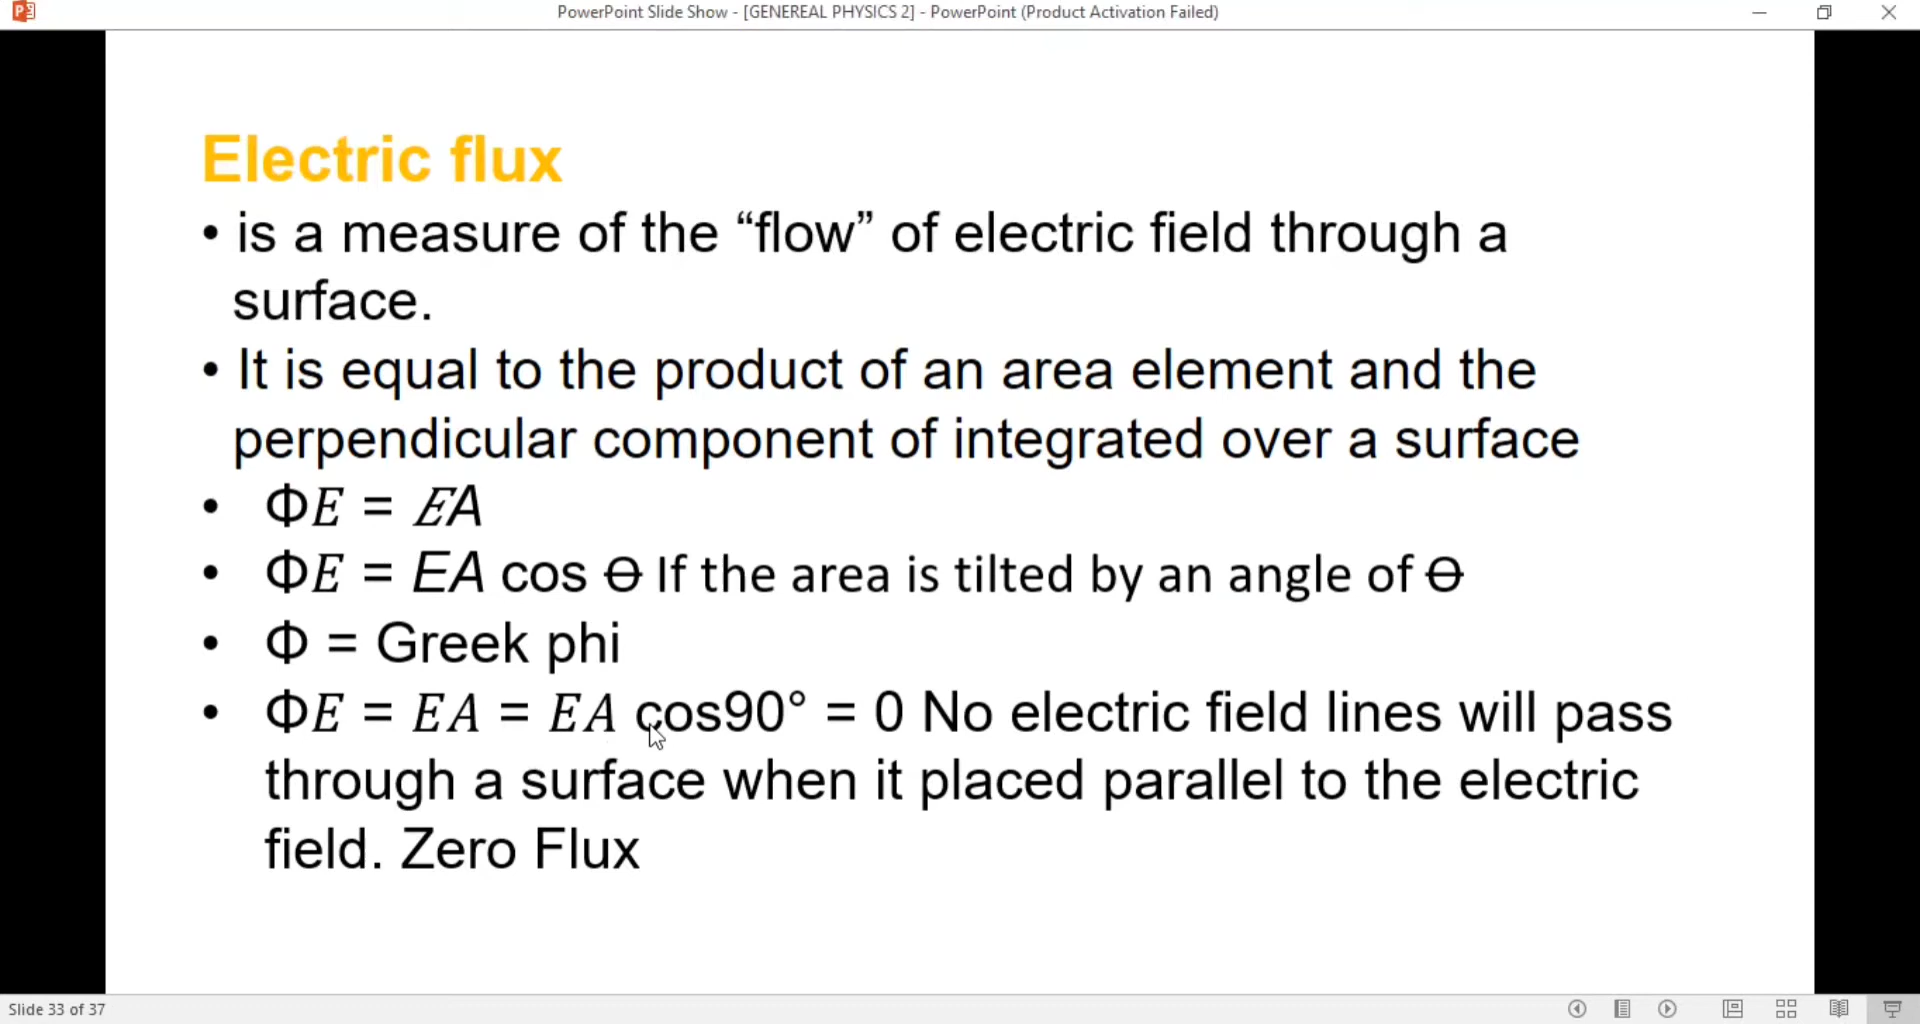 PowerPoint Slide Show - [GENEREAL PHYSICS 2] - PowerPoint (Product Activation Failed)
Electric flux
• is a measure of the “flow” of electric field through a
surface.
• It is equal to the product of an area element and the
perpendicular component of integrated over a surface
• Φ𝐸 = 𝐸A
• Φ𝐸 = EA cos Ɵ If the area is tilted by an angle of Ɵ
• Φ = Greek phi
• Φ𝐸 = 𝐸𝐴 = 𝐸𝐴 cos90° = 0 No electric field lines will pass
through a surface when it placed parallel to the electric
field. Zero Flux
Slide 33 of 37